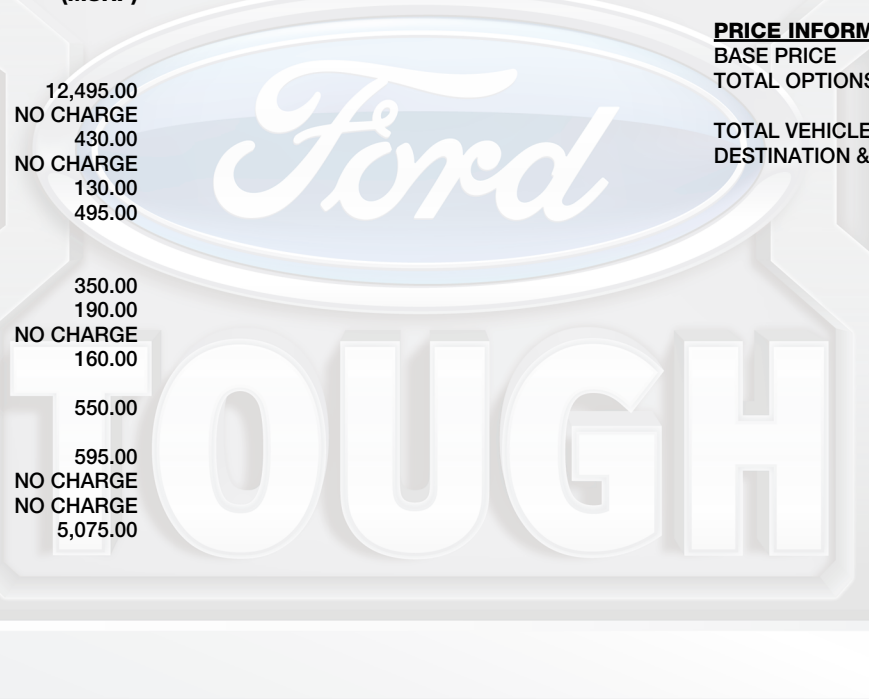 12,495.00
NO CHARGE
430.00
NO CHARGE
130.00
495.00
350.00
190.00
NO CHARGE
160.00
550.00
595.00
NO CHARGE
NO CHARGE
5,075.00
PRICE INFORM
BASE PRICE
TOTAL OPTIONS
TOTAL VEHICLE
DESTINATION &
Ford
TOUGH